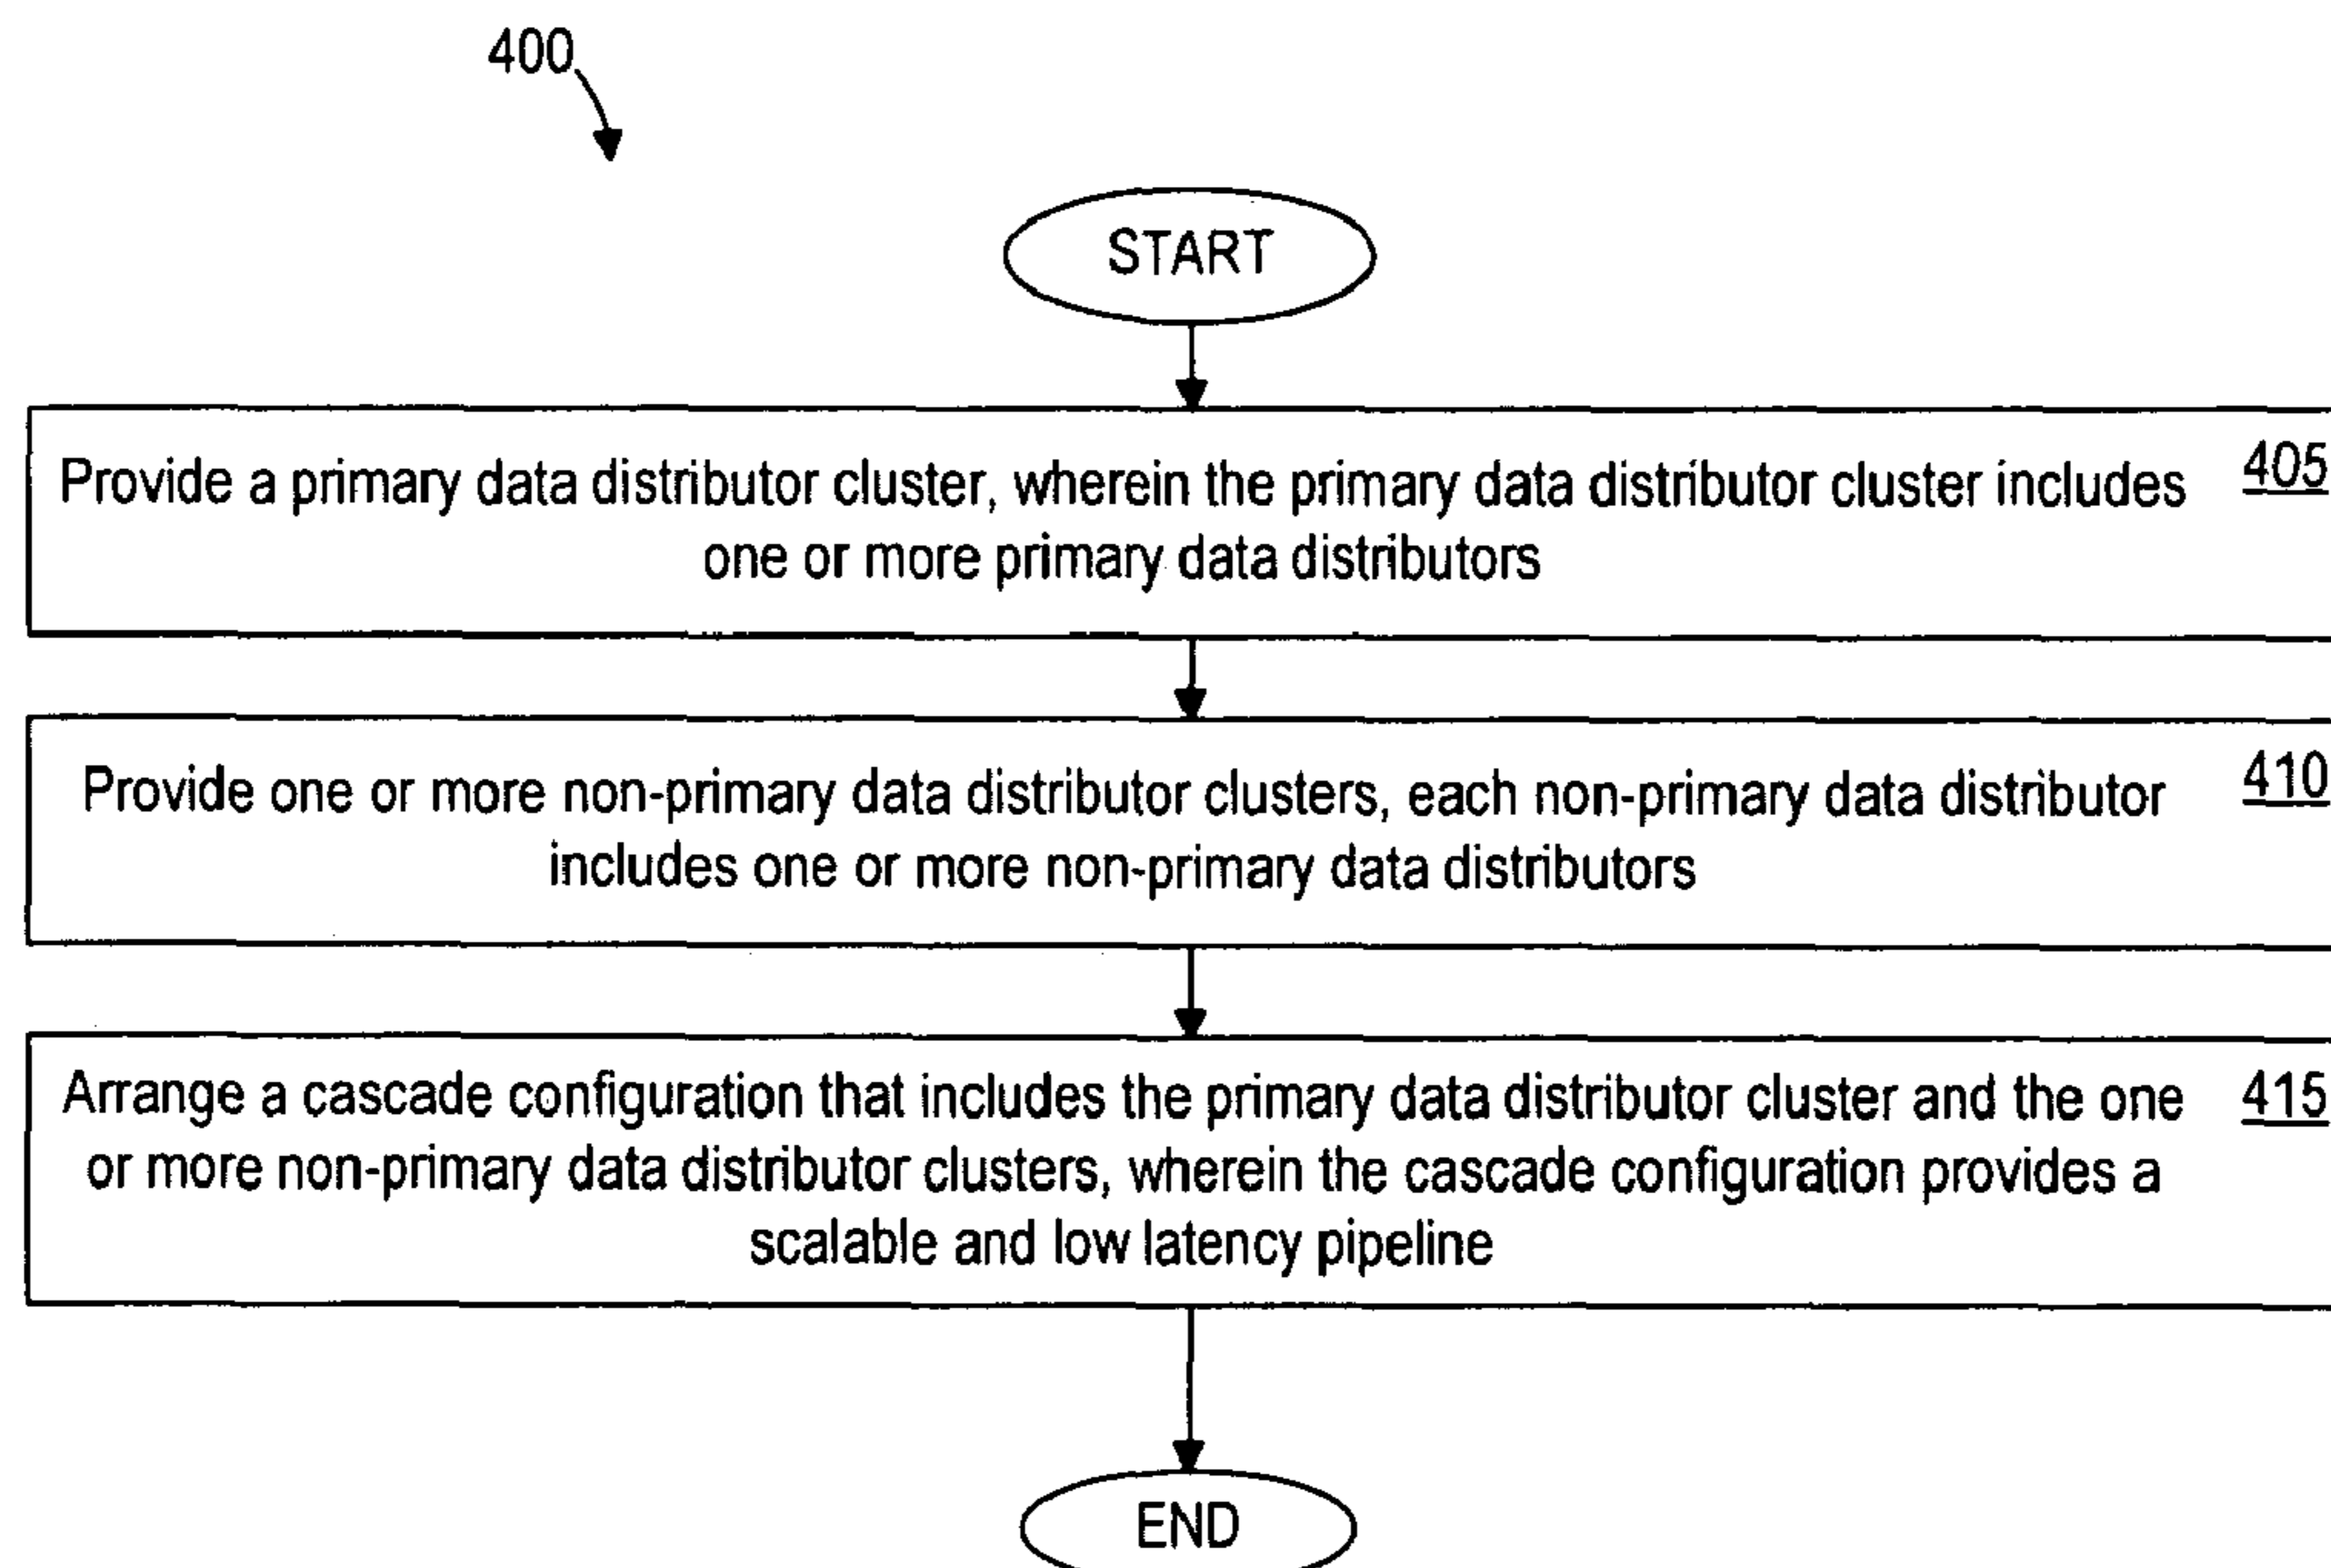 400
START
Provide a primary data distributor cluster, wherein the primary data distributor cluster includes 405
one or more primary data distributors
Provide one or more non-primary data distributor clusters, each non-primary data distributor 410
includes one or more non-primary data distributors
Arrange a cascade configuration that includes the primary data distributor cluster and the one 415
or more non-primary data distributor clusters, wherein the cascade configuration provides a
scalable and low latency pipeline
END